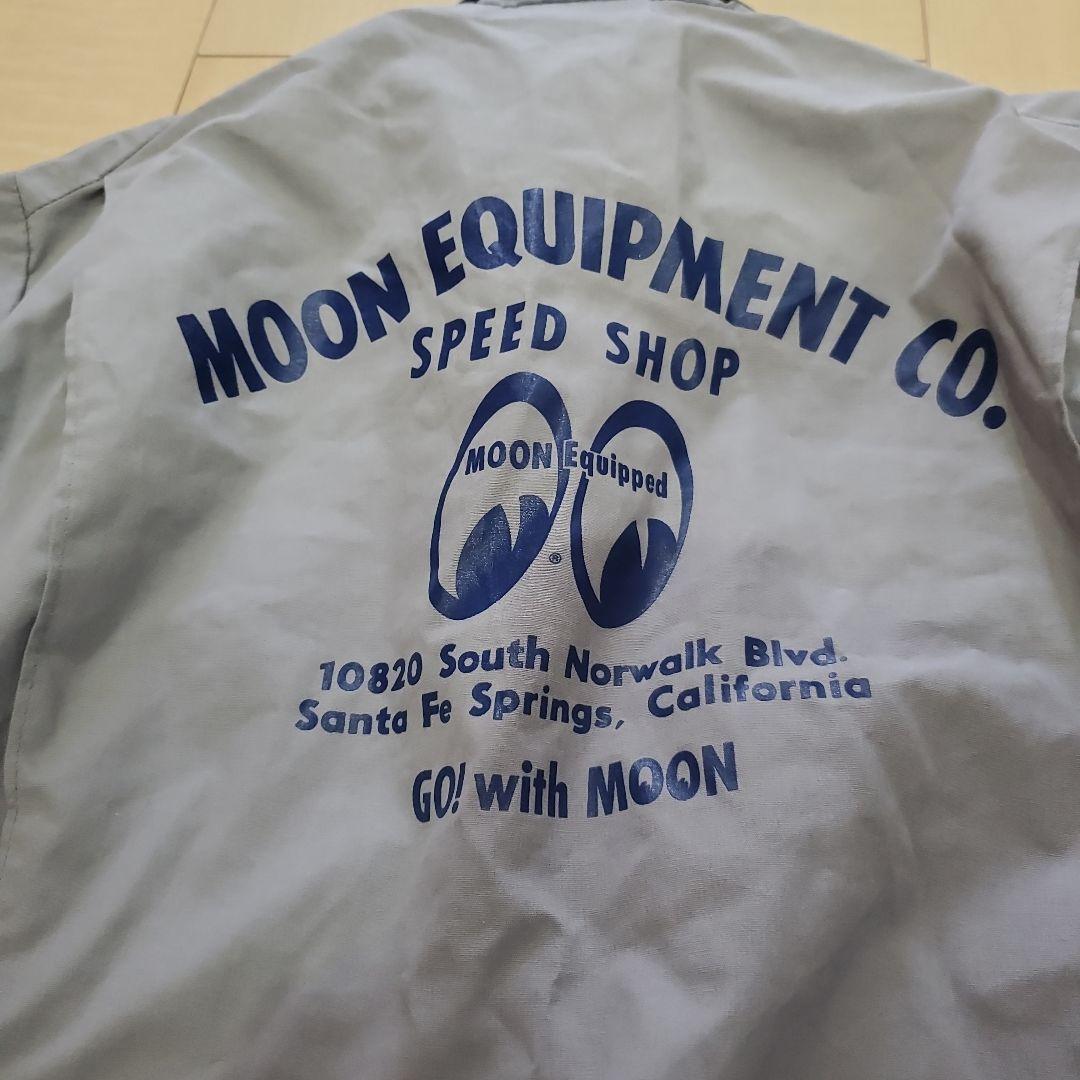 MOON EQUIPMENT CO.
SPEED SHOP
MOON Equipped
®
10820 South Norwalk Blvd.
Santa Fe Springs, California
GO! with MOON